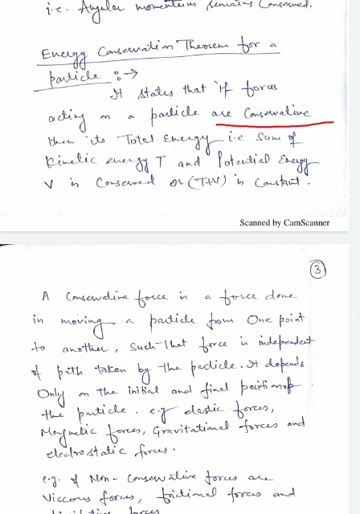 i.e. Angular momentum remains Conserved.
Energy Conservation Theorem for a
particle :→
It states that if forces
acting on a particle are Conservative
then its Total Energy i.e Sum of
Kinetic energy T and Potential Energy
V is Conserved or (T+V) is Constant.
Scanned by CamScanner
3
A Conservative force is a force done
in moving a particle from One point
to another, Such-that force is independent
of path taken by the particle. It depends
Only on the initial and final position of
the particle. e.g elastic forces,
Magnetic forces, Gravitational forces and
electrostatic forces.
e.g. of Non-Conservative forces are
Viscous forces, frictional forces and
forces